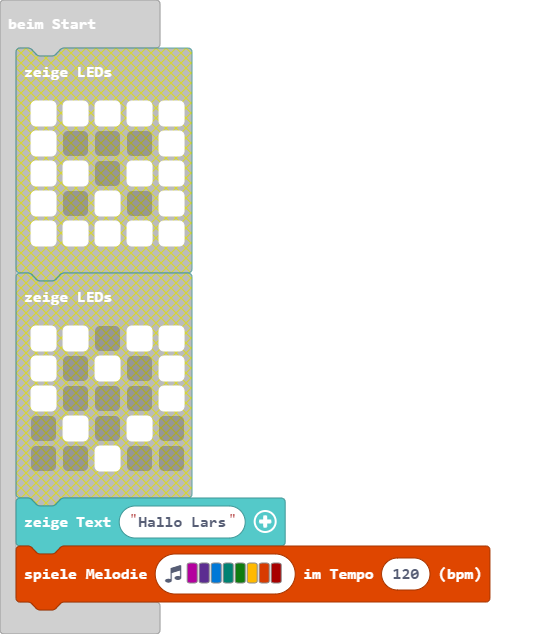 beim Start
zeige LEDs
zeige LEDs
zeige Text "Hallo Lars"
spiele Melodie im Tempo 120 (bpm)